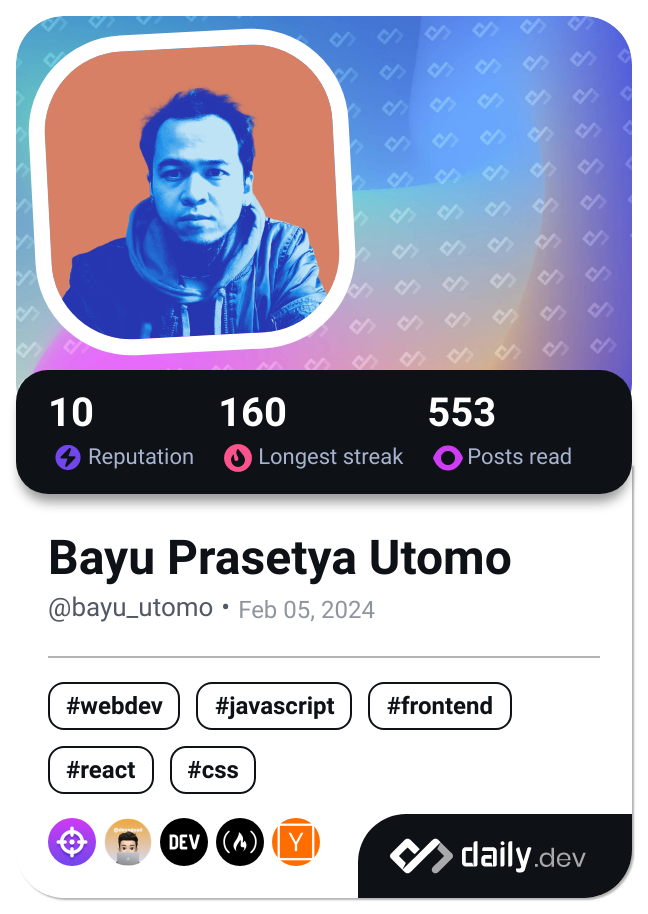 10 160 553
Reputation Longest streak Posts read
Bayu Prasetya Utomo
@bayu_utomo • Feb 05, 2024
#webdev #javascript #frontend
#react #css
DEV Y
daily.dev